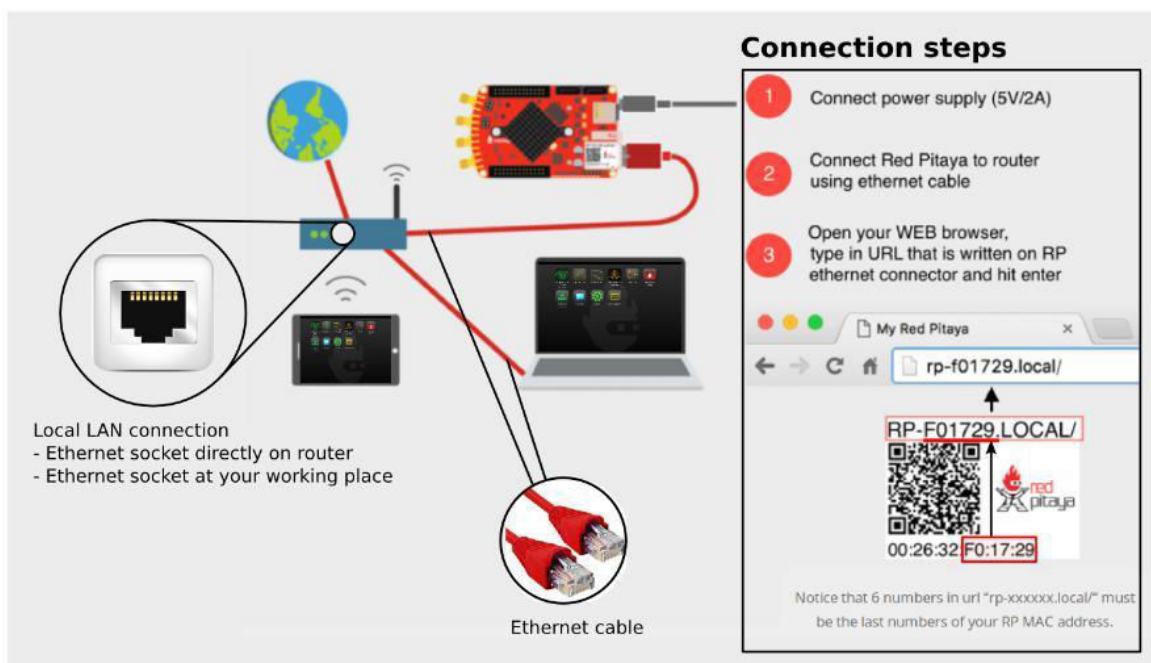 Connection steps
1
Connect power supply (5V/2A)
2
Connect Red Pitaya to router
using ethernet cable
3
Open your WEB browser,
type in URL that is written on RP
ethernet connector and hit enter
My Red Pitaya
rp-f01729.local/
RP-F01729.LOCAL/
red
pitaya
00:26:32:F0:17:29
Notice that 6 numbers in url "rp-xxxxxx.local/" must
be the last numbers of your RP MAC address.
Local LAN connection
- Ethernet socket directly on router
- Ethernet socket at your working place
Ethernet cable